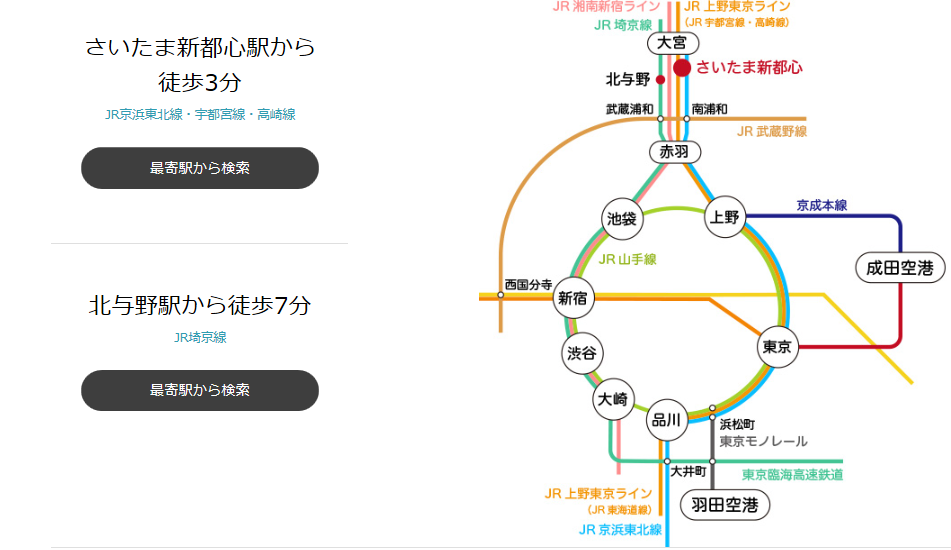 さいたま新都心駅から
徒歩3分
JR京浜東北線・宇都宮線・高崎線
最寄駅から検索
北与野駅から徒歩7分
JR埼京線
最寄駅から検索
JR 湘南新宿ライン
JR 上野東京ライン
(JR 宇都宮線・高崎線)
JR 埼京線
大宮
さいたま新都心
北与野
武蔵浦和
南浦和
JR 武蔵野線
赤羽
池袋
上野
京成本線
JR 山手線
成田空港
西国分寺
新宿
東京
渋谷
大崎
品川
浜松町
東京モノレール
大井町
東京臨海高速鉄道
JR 上野東京ライン
(JR 東海道線)
羽田空港
JR 京浜東北線